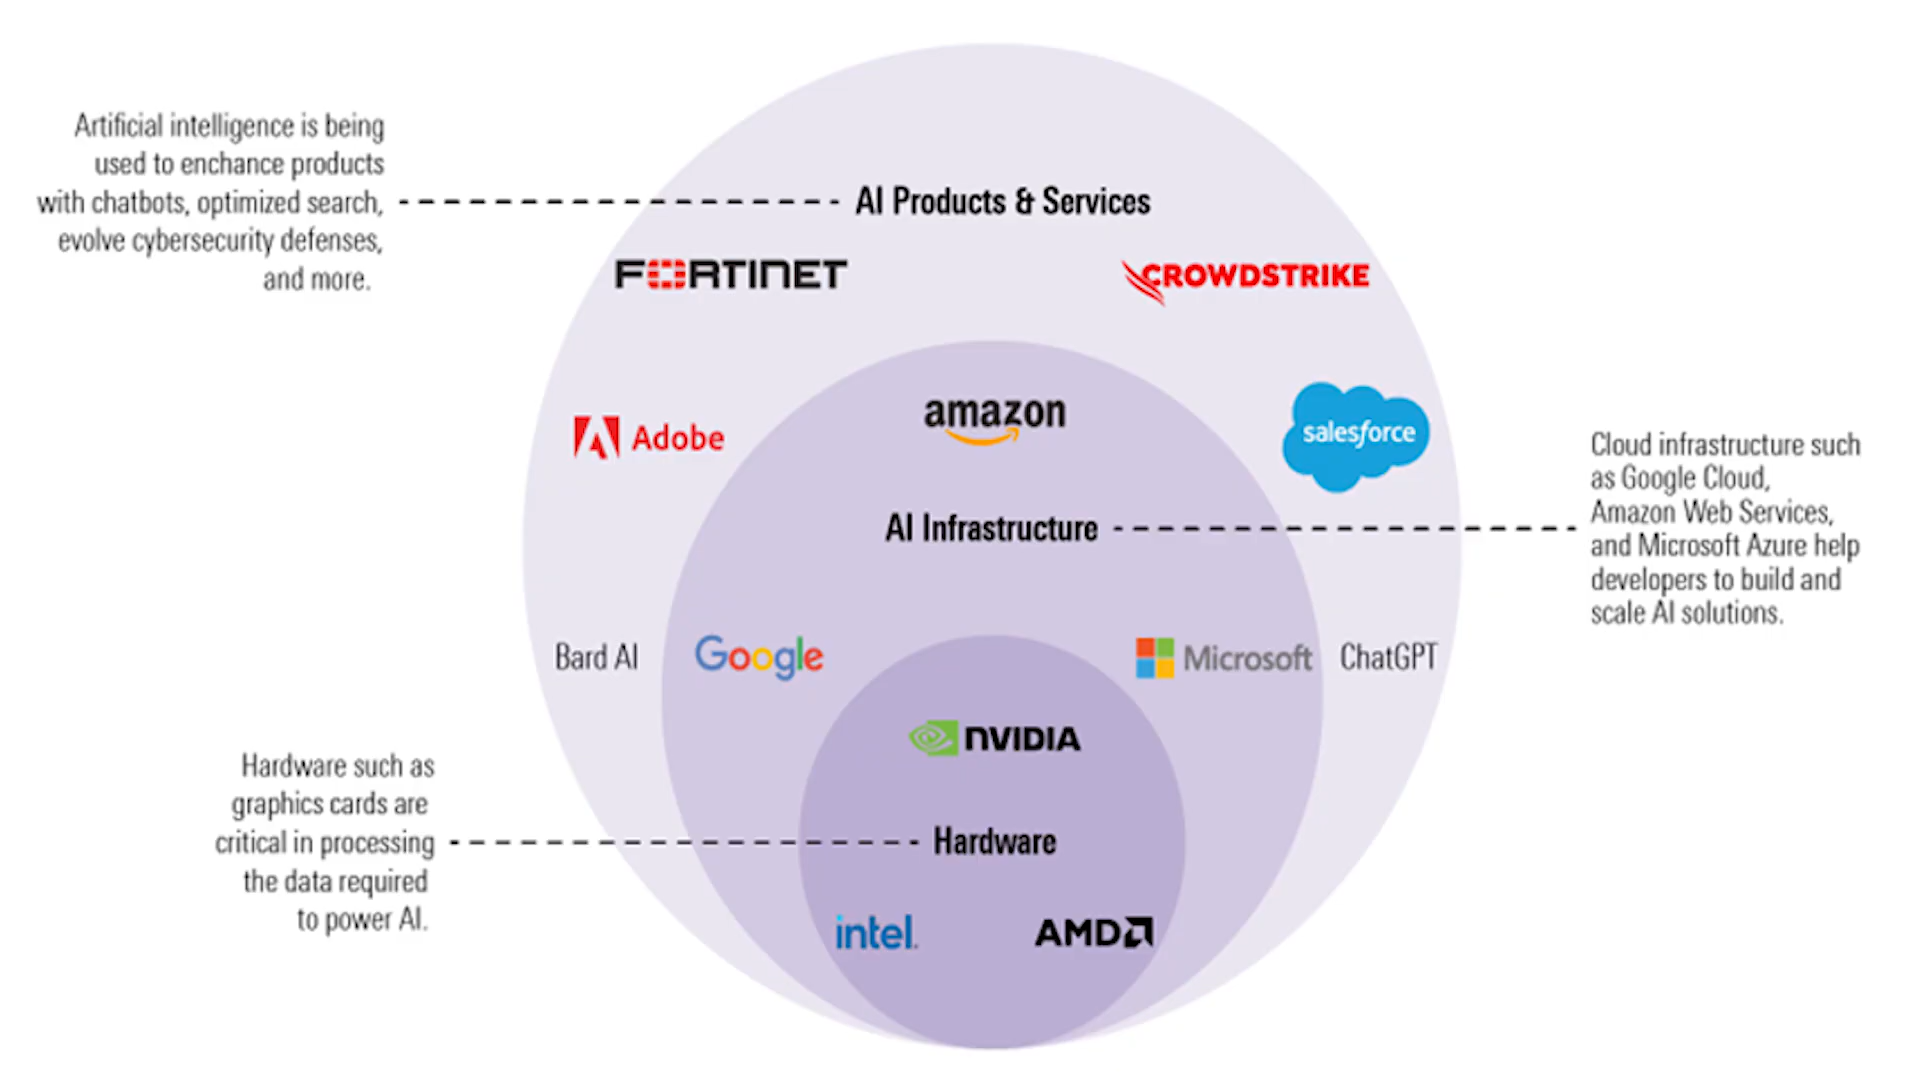 Artificial intelligence is being
used to enchance products
with chatbots, optimized search,
evolve cybersecurity defenses,
and more.
AI Products & Services
FORTINET
CROWDSTRIKE
Adobe
amazon
salesforce
AI Infrastructure
Cloud infrastructure such
as Google Cloud,
Amazon Web Services,
and Microsoft Azure help
developers to build and
scale AI solutions.
Bard AI
Google
Microsoft
ChatGPT
NVIDIA
Hardware such as
graphics cards are
critical in processing
the data required
to power AI.
Hardware
intel.
AMD